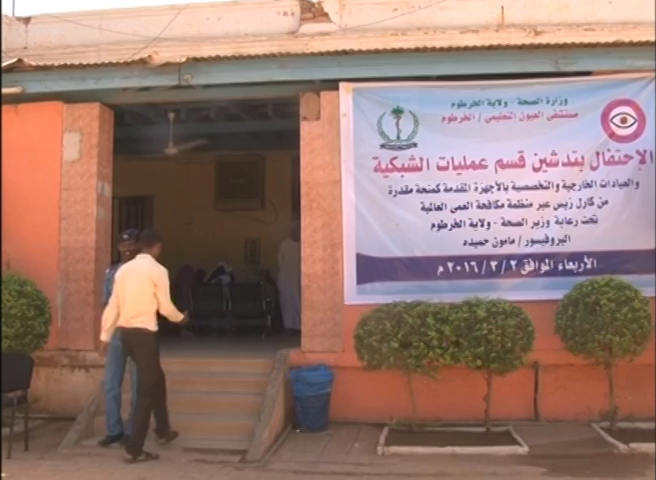 وزارة الصحة - ولاية الخرطوم
مستشفى العيون التعليمي / الخرطوم
الإحتفال بتدشين قسم عمليات الشبكية
والعيادات الخارجية والتخصصية بالأجهزة المقدمة كمنحة مقدرة
من كارل زيس عبر منظمة مكافحة العمى العالمية
تحت رعاية وزير الصحة - ولاية الخرطوم
البروفيسور / مامون حميده
الأربعاء الموافق ٢ / ٣ / ٢٠١٦ م